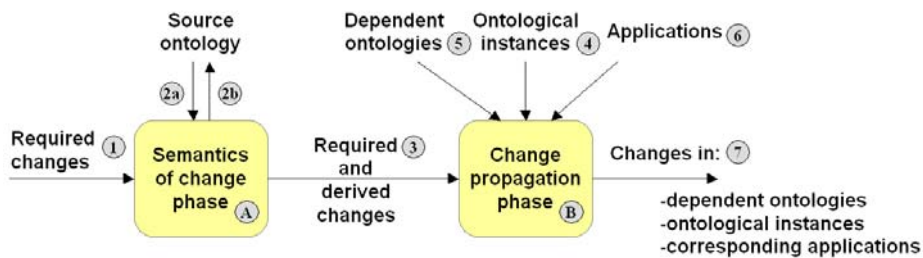 Source
ontology
2a
2b
Required
changes
1
Semantics
of change
phase
A
Required
and
derived
changes
3
Dependent
ontologies
5
Ontological
instances
4
Applications
6
Change
propagation
phase
B
Changes in:
7
-dependent ontologies
-ontological instances
-corresponding applications